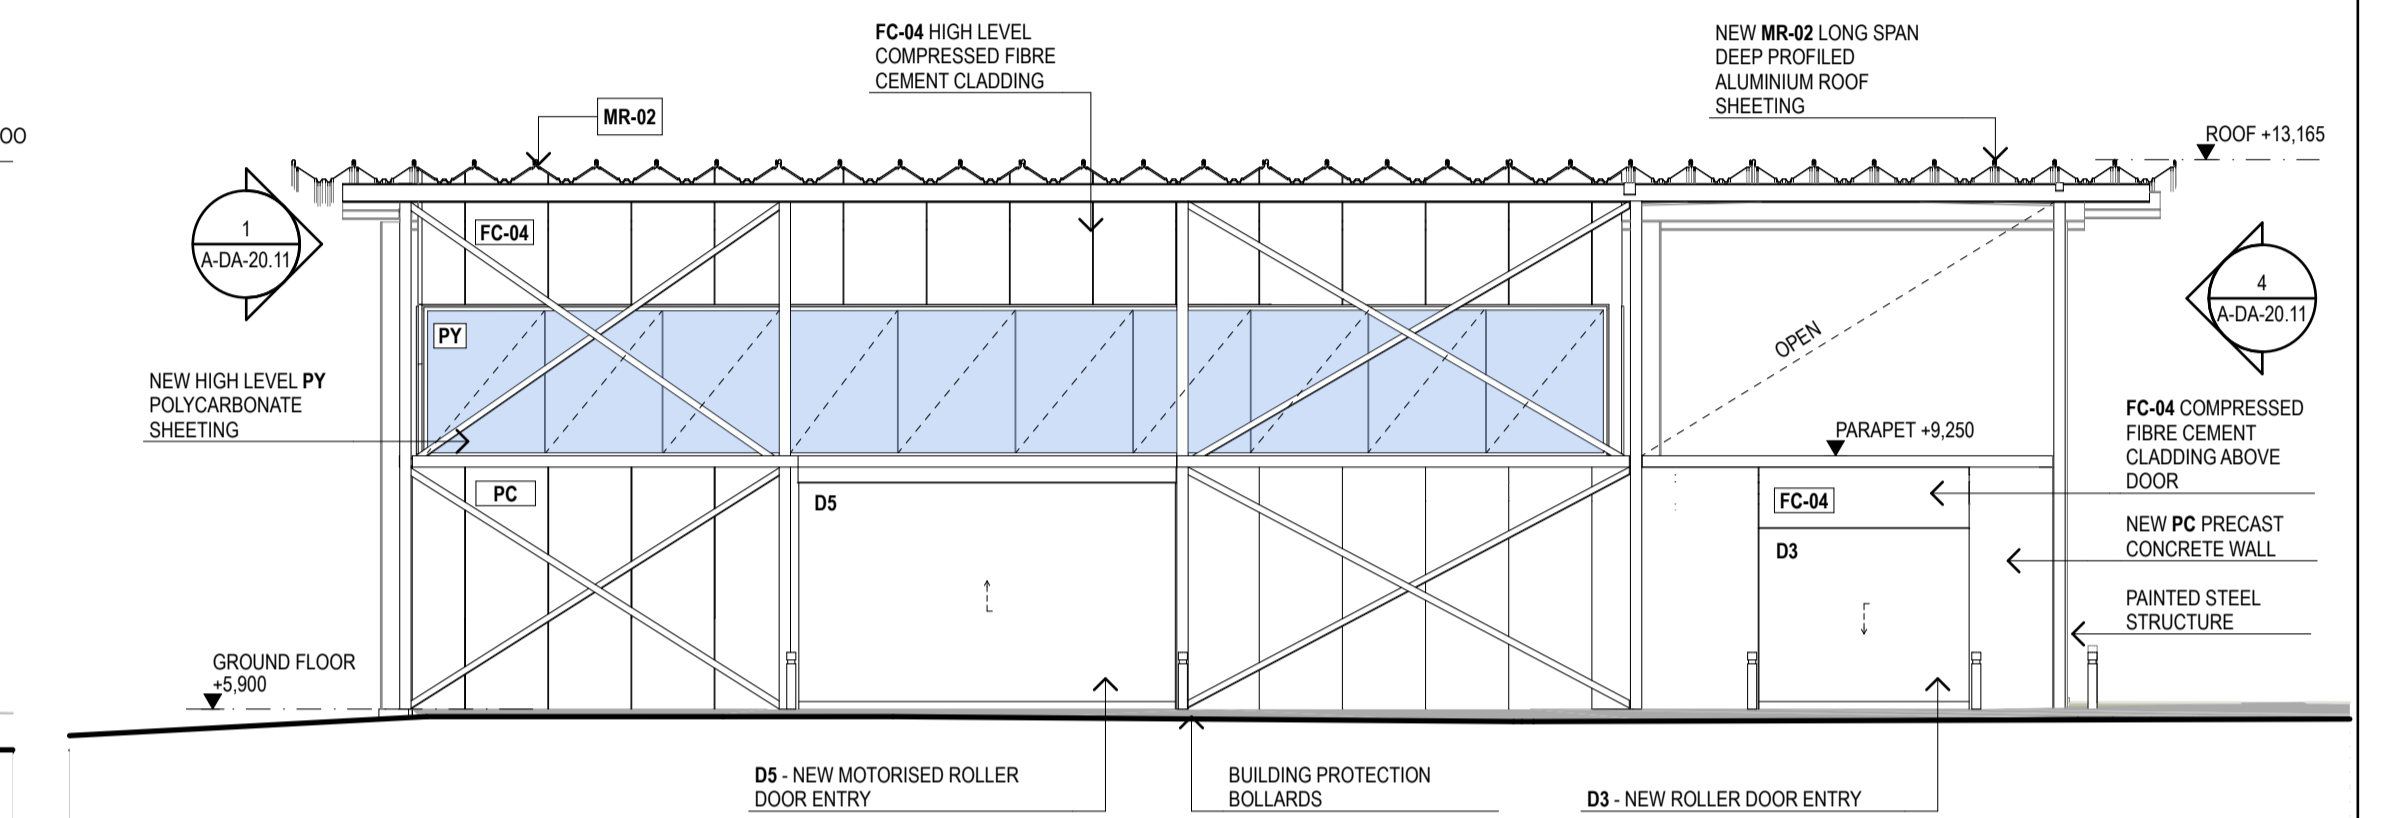 FC-04 HIGH LEVEL
COMPRESSED FIBRE
CEMENT CLADDING
NEW MR-02 LONG SPAN
DEEP PROFILED
ALUMINIUM ROOF
SHEETING
MR-02
OO
ROOF +13,165
1
A-DA-20.11
FC-04
4
A-DA-20.11
PY
OPEN
NEW HIGH LEVEL PY
POLYCARBONATE
SHEETING
PARAPET +9,250
FC-04 COMPRESSED
FIBRE CEMENT
CLADDING ABOVE
DOOR
PC
D5
FC-04
D3
NEW PC PRECAST
CONCRETE WALL
PAINTED STEEL
STRUCTURE
GROUND FLOOR
+5,900
D5 - NEW MOTORISED ROLLER
DOOR ENTRY
BUILDING PROTECTION
BOLLARDS
D3 - NEW ROLLER DOOR ENTRY